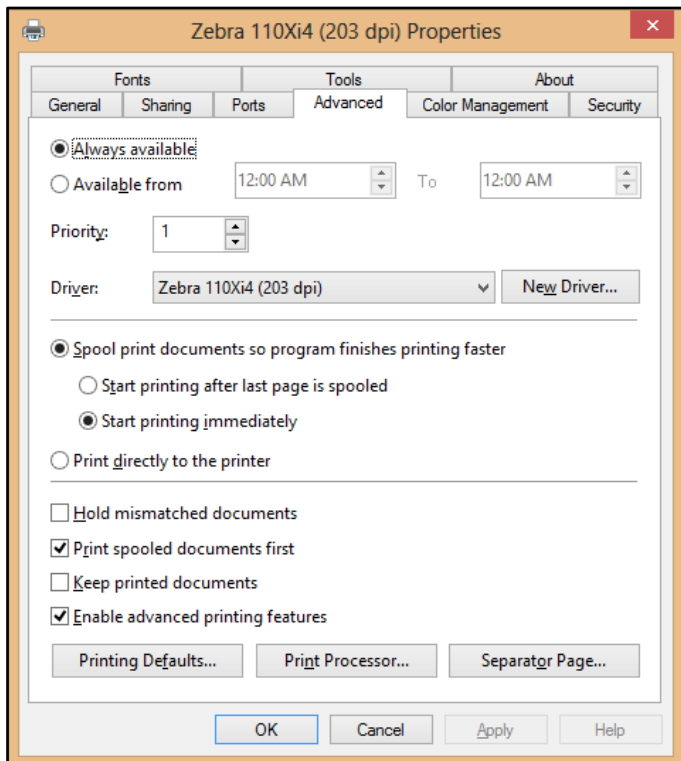 Zebra 110Xi4 (203 dpi) Properties
Fonts Tools About
General Sharing Ports Advanced Color Management Security
Always available
Available from 12:00 AM To 12:00 AM
Priority: 1
Driver: Zebra 110Xi4 (203 dpi) New Driver...
Spool print documents so program finishes printing faster
Start printing after last page is spooled
Start printing immediately
Print directly to the printer
Hold mismatched documents
Print spooled documents first
Keep printed documents
Enable advanced printing features
Printing Defaults... Print Processor... Separator Page...
OK Cancel Apply Help